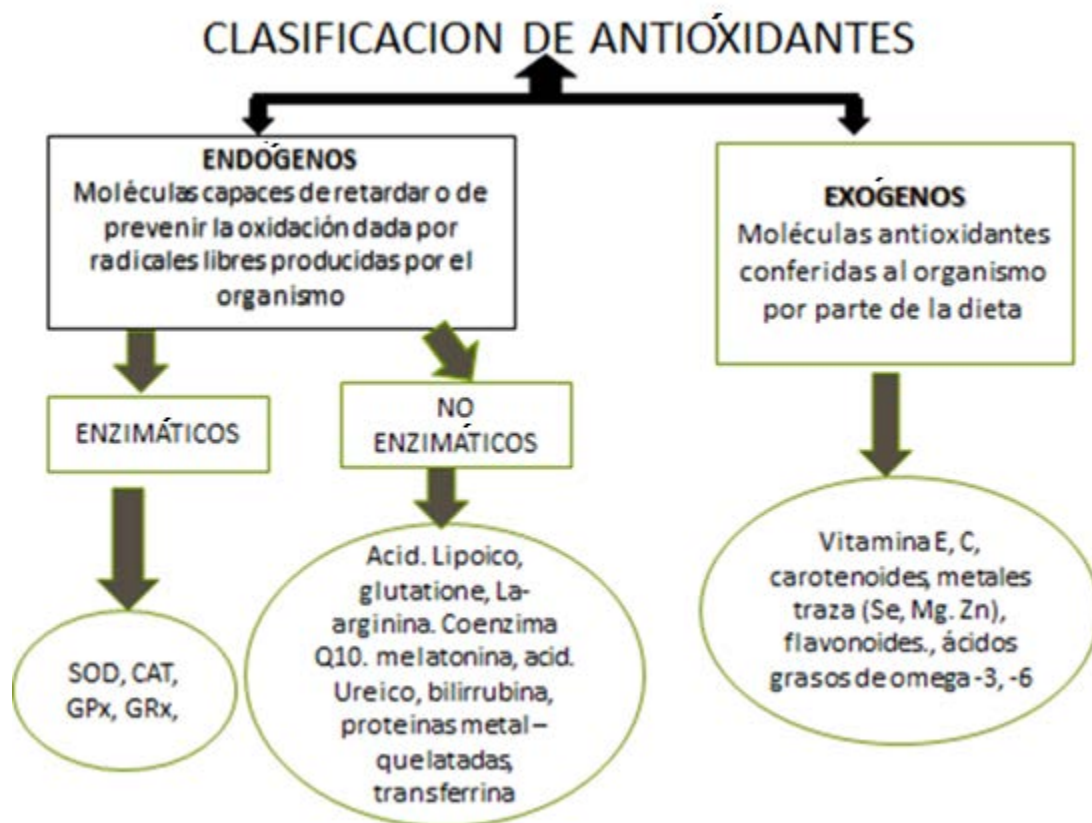 CLASIFICACION DE ANTIÓXIDANTES
ENDÓGENOS
Moléculas capaces de retardar o de
prevenir la oxidación dada por
radicales libres producidas por el
organismo
EXÓGENOS
Moléculas antioxidantes
conferidas al organismo
por parte de la dieta
ENZIMÁTICOS
NO
ENZIMÁTICOS
SOD, CAT,
GPx, GRx,
Acid. Lipoico,
glutatione, La-
arginina. Coenzima
Q10. melatonina, acid.
Ureico, bilirrubina,
proteinas metal –
quelatadas,
transferrina
Vitamina E, C,
carotenoides, metales
traza (Se, Mg. Zn),
flavonoides., ácidos
grasos de omega -3, -6